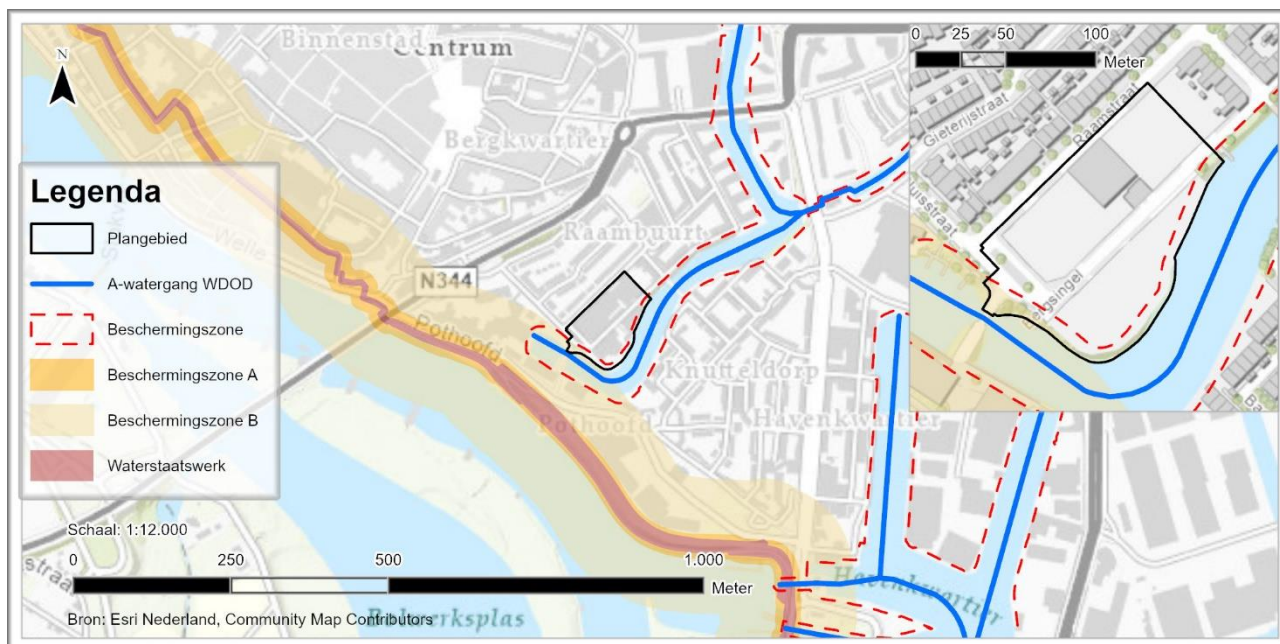 Binnenstad
Centrum
N
Bergkwartier
Legenda
Plangebied
A-watergang WDOD
Beschermingszone
Beschermingszone A
Beschermingszone B
Waterstaatswerk
Welle
N344
Raambuurt
Pothoofd
Knutteldorp
Pothoofd
Havenkwartier
Havenkwartier
Schaal: 1:12.000
0 250 500 1.000
Meter
Bron: Esri Nederland, Community Map Contributors
0 25 50 100
Meter
Gieterijstraat
Raamstraat